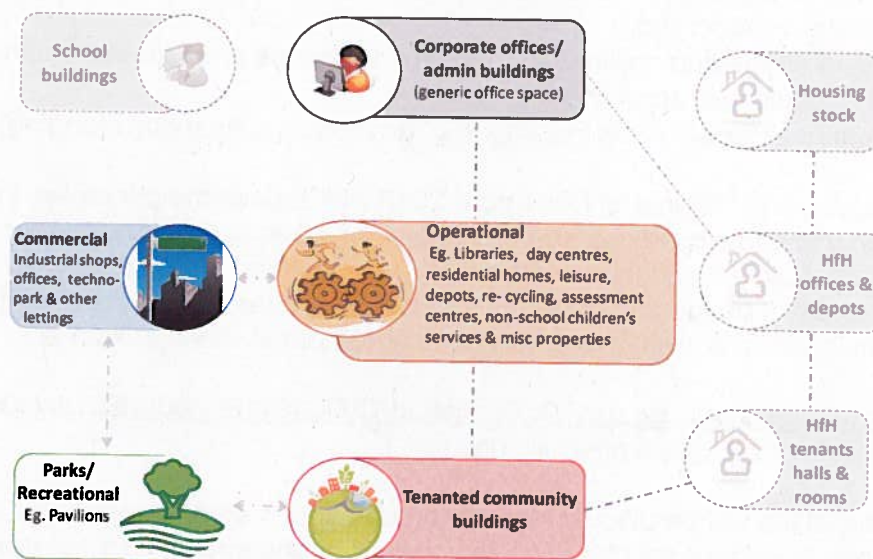 School
buildings
Corporate offices/
admin buildings
(generic office space)
Housing
stock
Commercial
Industrial shops,
offices, techno-
park & other
lettings
Operational
Eg. Libraries, day centres,
residential homes, leisure,
depots, re- cycling, assessment
centres, non-school children's
services & misc properties
HfH
offices &
depots
Parks/
Recreational
Eg. Pavilions
Tenanted community
buildings
HfH
tenants
halls &
rooms